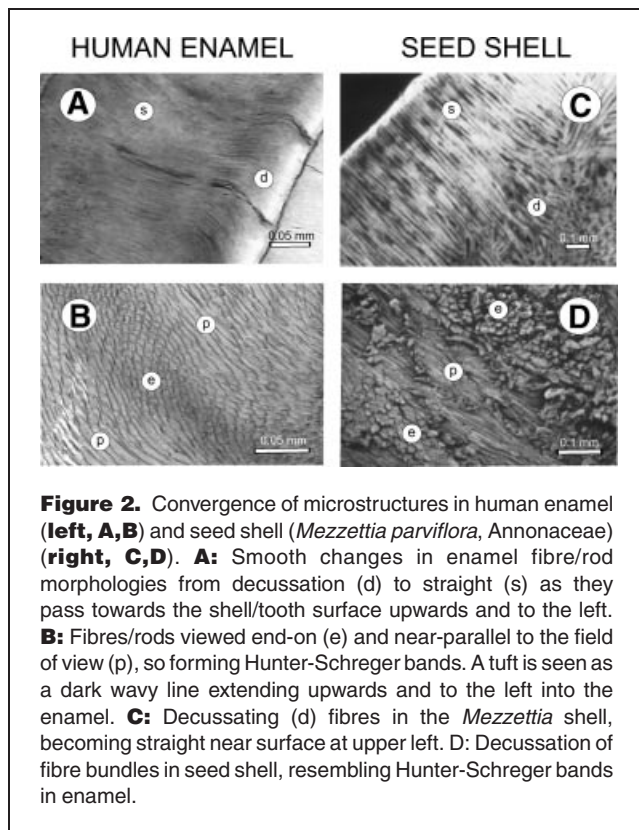 HUMAN ENAMEL
SEED SHELL
A
s
d
0.05 mm
C
s
d
0.1 mm
B
p
e
p
0.05 mm
D
e
p
e
0.1 mm
Figure 2. Convergence of microstructures in human enamel
(left, A,B) and seed shell (Mezzettia parviflora, Annonaceae)
(right, C,D). A: Smooth changes in enamel fibre/rod
morphologies from decussation (d) to straight (s) as they
pass towards the shell/tooth surface upwards and to the left.
B: Fibres/rods viewed end-on (e) and near-parallel to the field
of view (p), so forming Hunter-Schreger bands. A tuft is seen as
a dark wavy line extending upwards and to the left into the
enamel. C: Decussating (d) fibres in the Mezzettia shell,
becoming straight near surface at upper left. D: Decussation of
fibre bundles in seed shell, resembling Hunter-Schreger bands
in enamel.